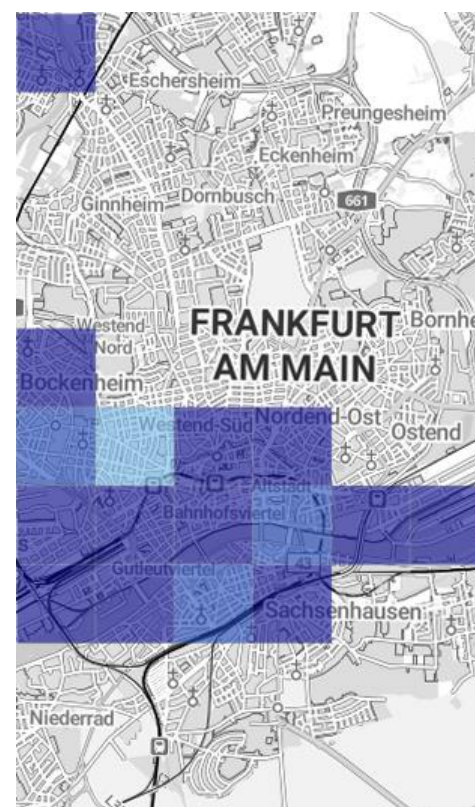 Eschersheim
Preungesheim
Eckenheim
Ginnheim
Dornbusch
661
FRANKFURT
AM MAIN
Bornhe
Westend-
Nord
Bockenheim
Westend-Süd
Nordend-Ost
Ostend
Altstadt
Bahnhofsviertel
s
Gutleutviertel
43
Sachsenhausen
Niederrad